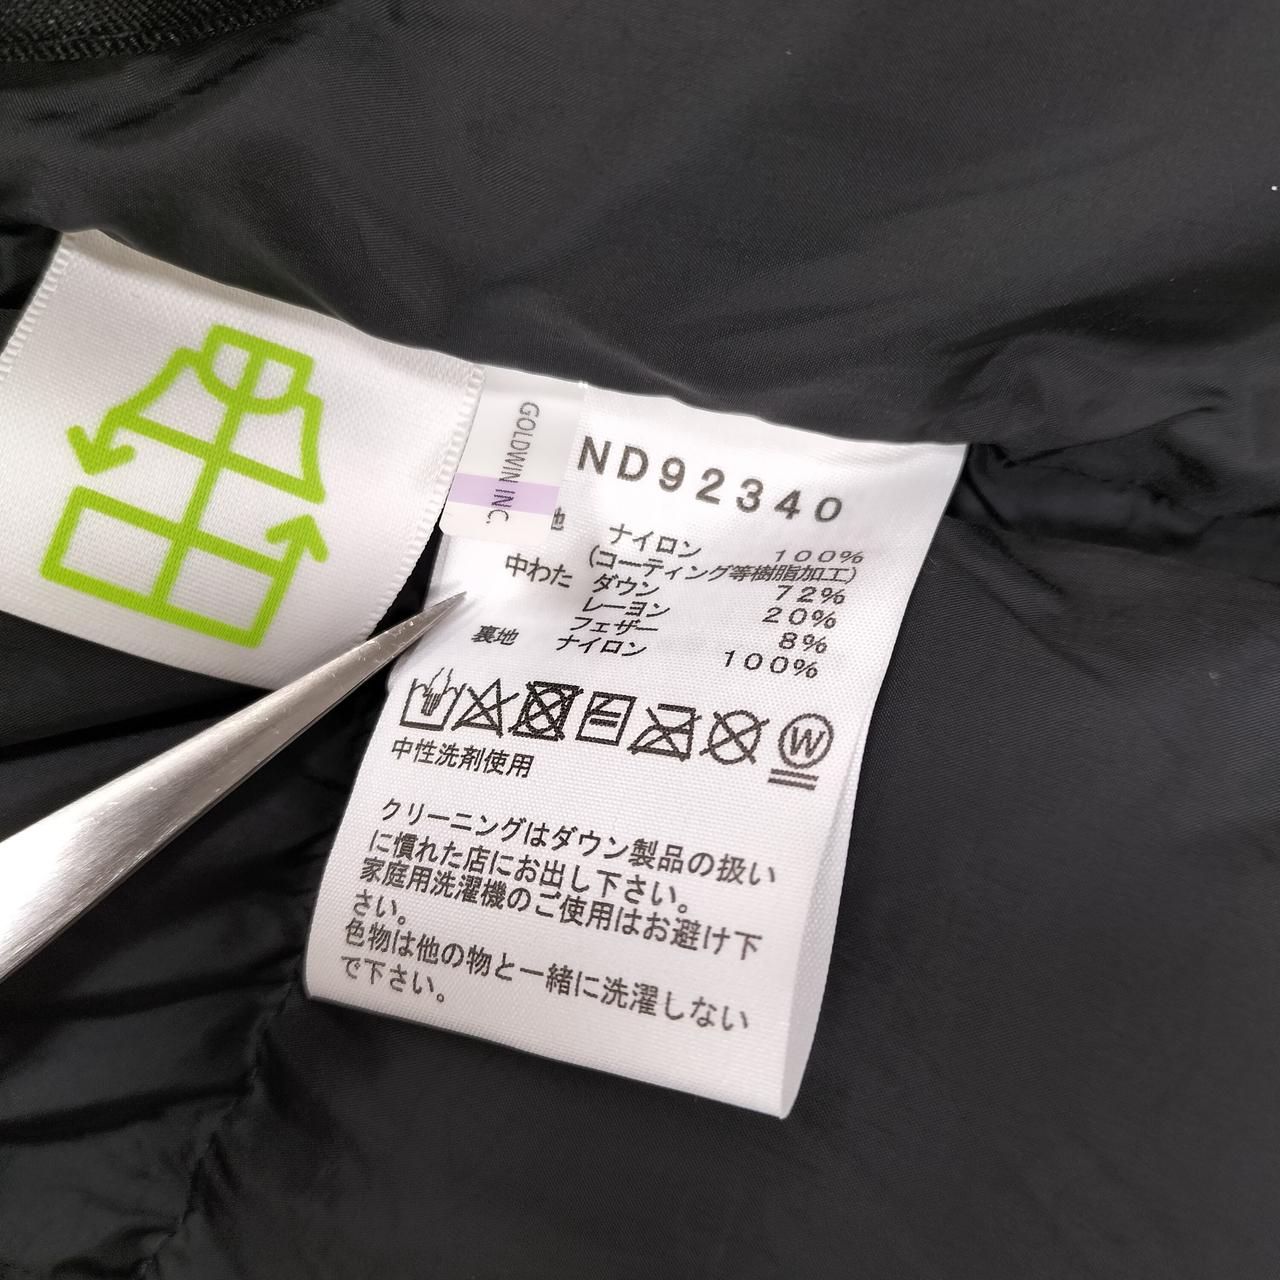 GOLDWIN INC.
ND92340
地 ナイロン 100%
(コーティング等樹脂加工)
中わた ダウン 72%
レーヨン 20%
フェザー 8%
裏地 ナイロン 100%
W
中性洗剤使用
クリーニングはダウン製品の扱い
に慣れた店にお出し下さい。
家庭用洗濯機のご使用はお避け下
さい。
色物は他の物と一緒に洗濯しない
で下さい。